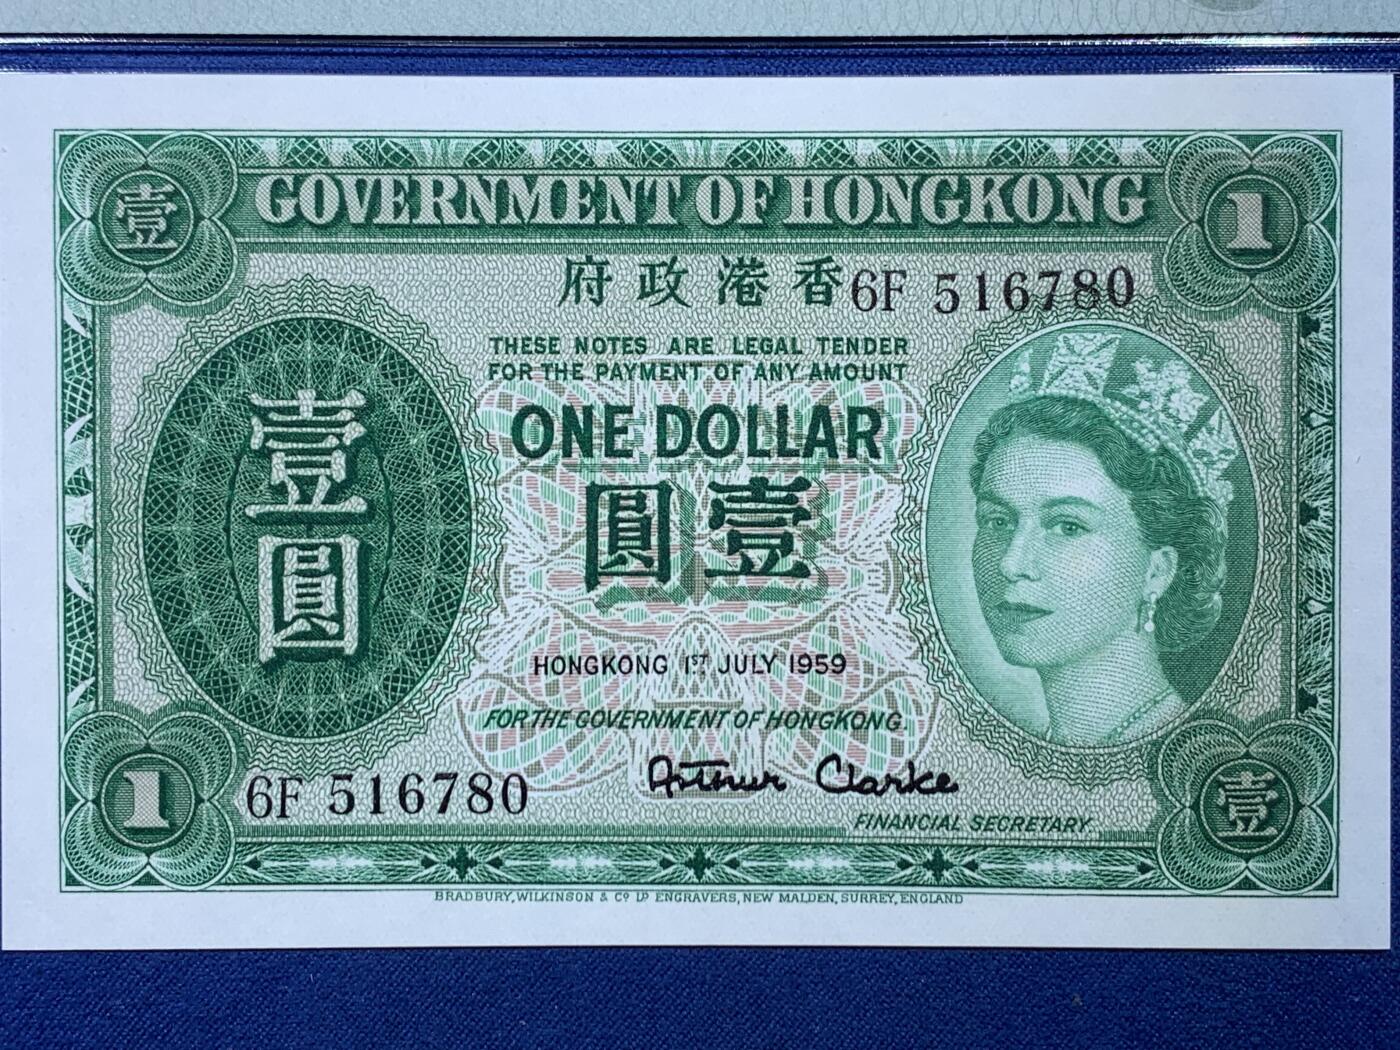 GOVERNMENT OF HONGKONG
壹
1
府政港香
6F 516780
THESE NOTES ARE LEGAL TENDER
FOR THE PAYMENT OF ANY AMOUNT
ONE DOLLAR
圓壹
壹圓
HONGKONG 1ST JULY 1959
FOR THE GOVERNMENT OF HONGKONG.
Arthur Clarke
FINANCIAL SECRETARY
6F 516780
1
壹
BRADBURY, WILKINSON & Co. LD. ENGRAVERS, NEW MALDEN, SURREY, ENGLAND